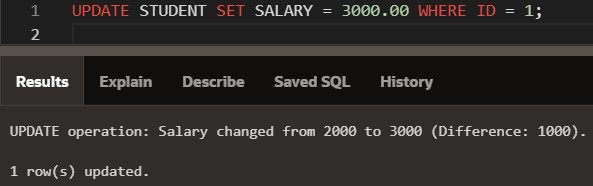 1 UPDATE STUDENT SET SALARY = 3000.00 WHERE ID = 1;
2
Results Explain Describe Saved SQL History
UPDATE operation: Salary changed from 2000 to 3000 (Difference: 1000).
1 row(s) updated.